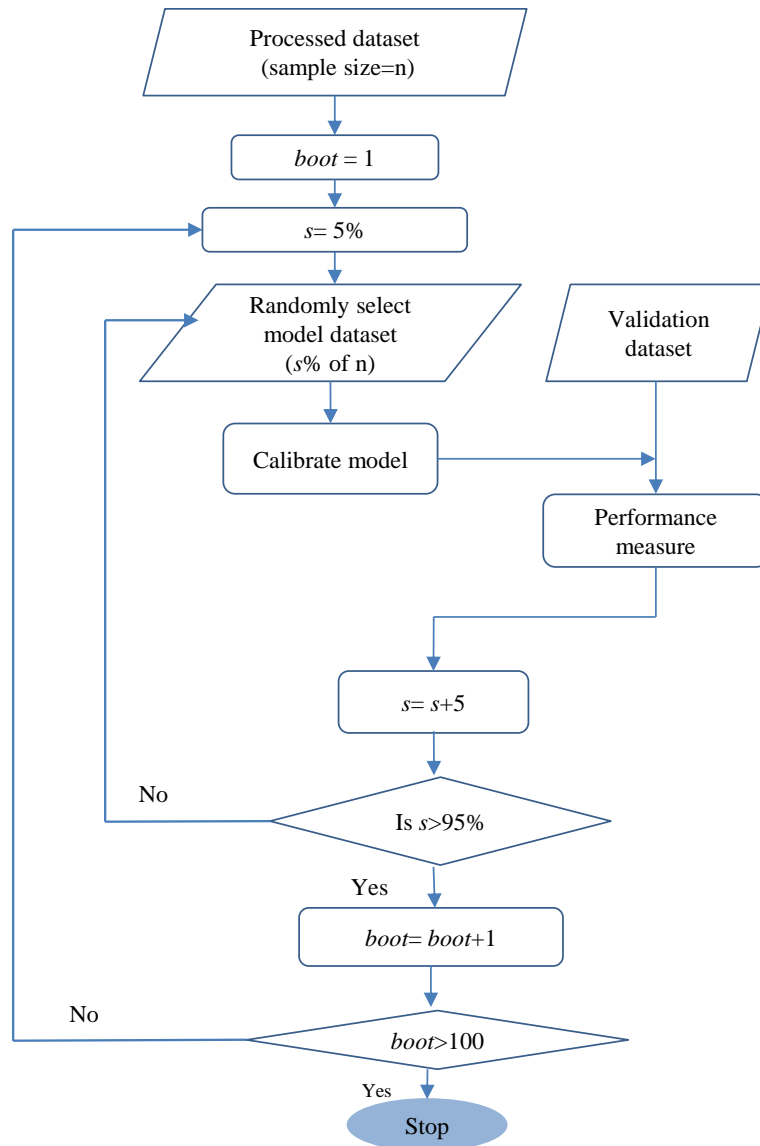 Processed dataset
(sample size=n)
boot = 1
s= 5%
Randomly select
model dataset
(s% of n)
Validation
dataset
Calibrate model
Performance
measure
s= s+5
No
Is s>95%
Yes
boot= boot+1
No
boot>100
Yes
Stop